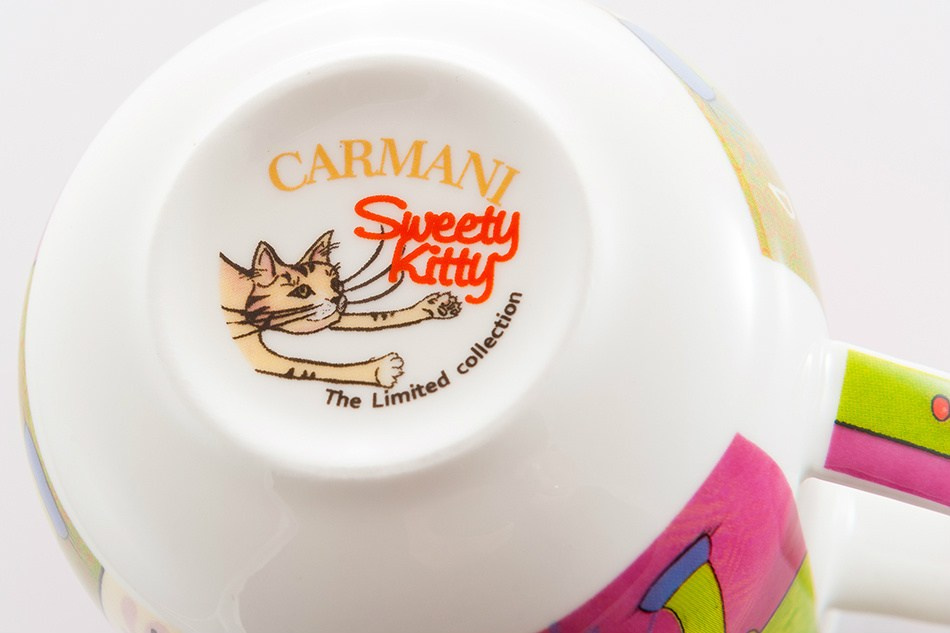 CARMANI
Sweety
Kitty
The Limited collection